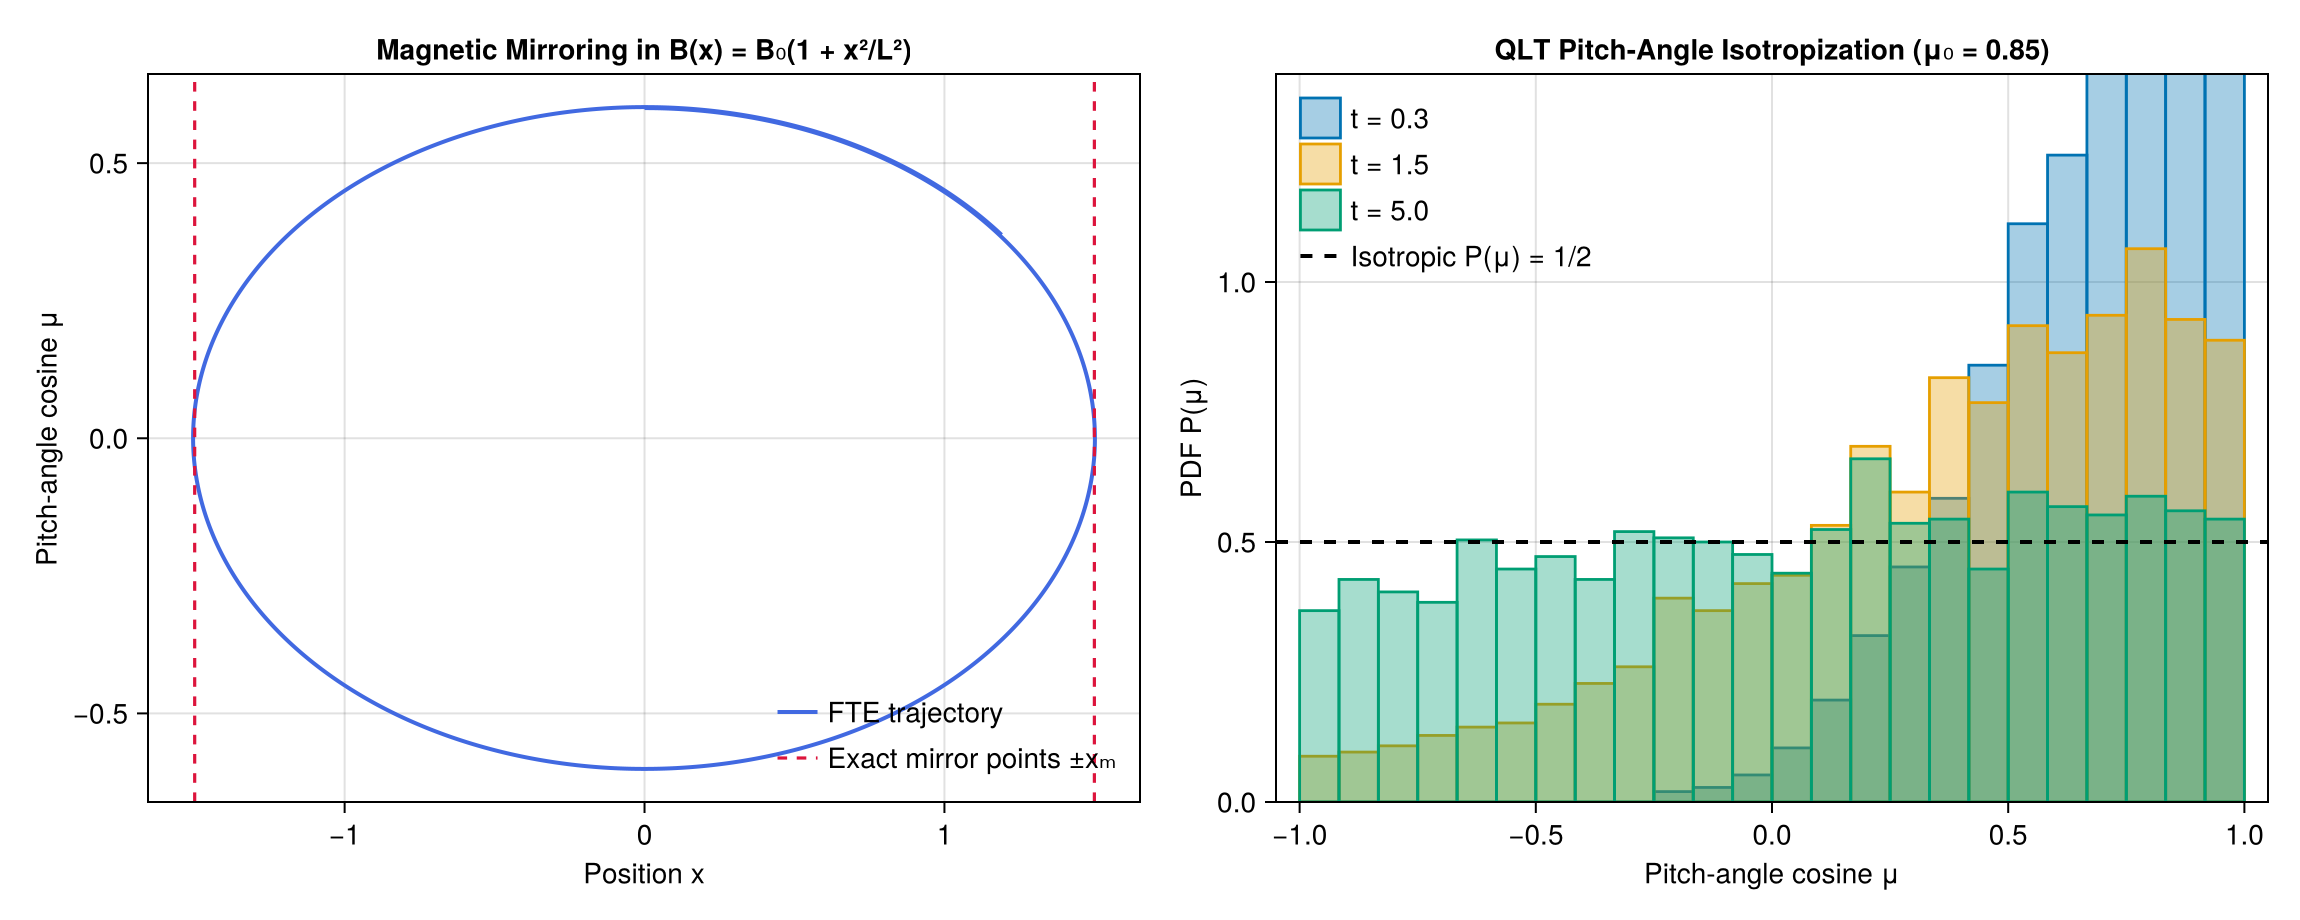 Magnetic Mirroring in B(x) = B₀(1 + x²/L²)
Pitch-angle cosine μ
0.5
0.0
−0.5
FTE trajectory
Exact mirror points ±xₘ
−1
0
1
Position x
QLT Pitch-Angle Isotropization (μ₀ = 0.85)
PDF P(μ)
t = 0.3
t = 1.5
t = 5.0
Isotropic P(μ) = 1/2
1.0
0.5
0.0
−1.0
−0.5
0.0
0.5
1.0
Pitch-angle cosine μ